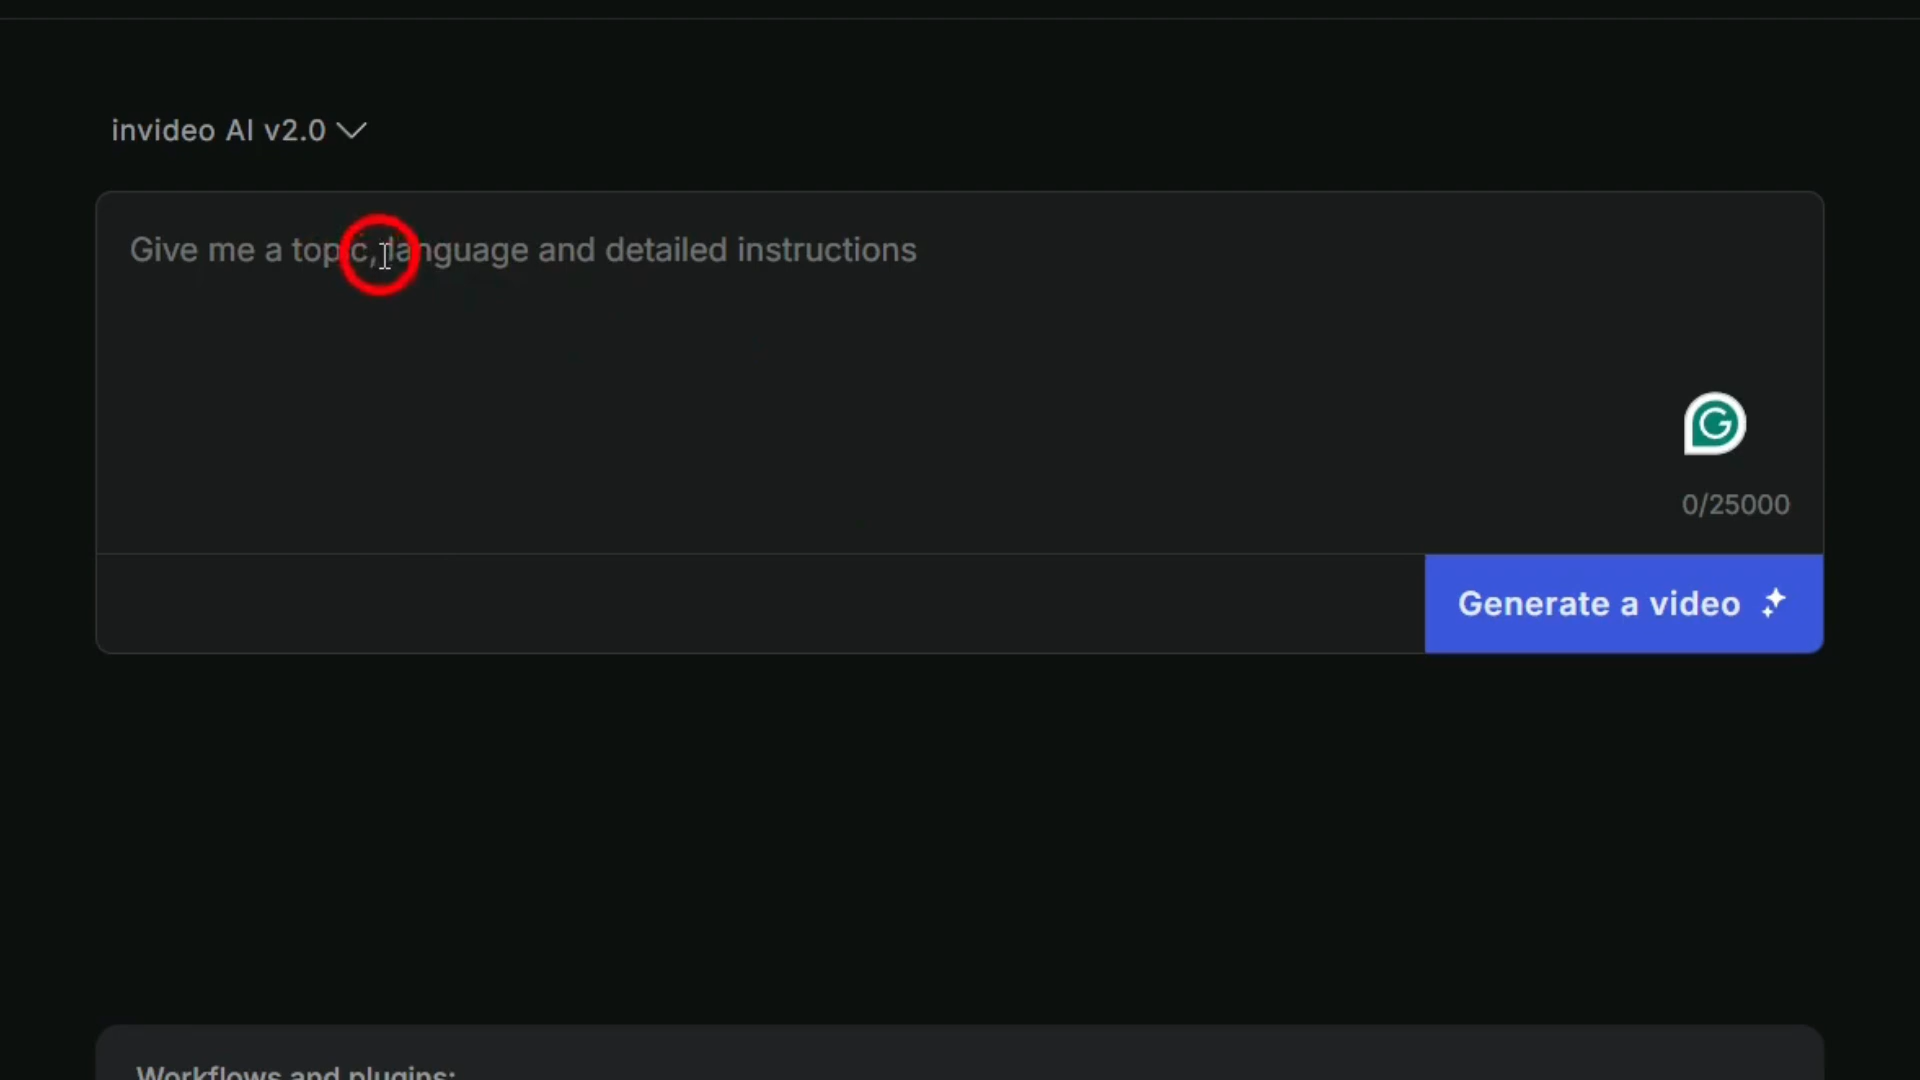 invideo AI v2.0
Give me a topic, language and detailed instructions
G
0/25000
Generate a video
Workflows and plugins: